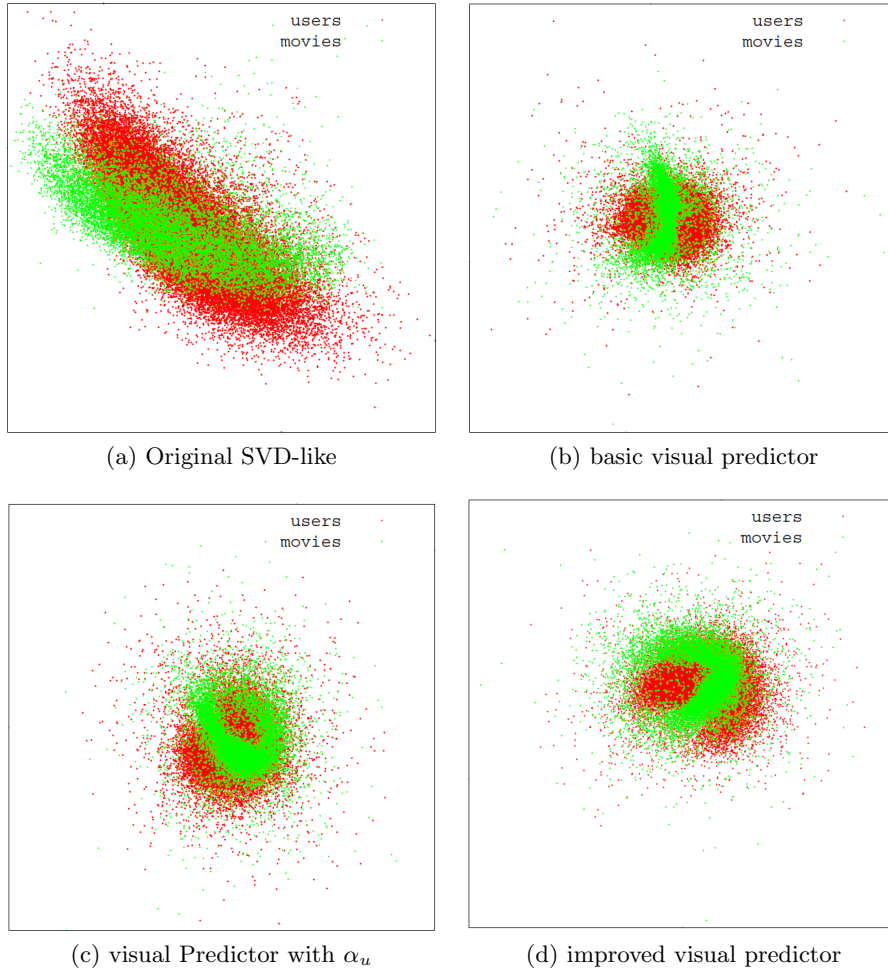 users
movies
(a) Original SVD-like
users
movies
(b) basic visual predictor
users
movies
(c) visual Predictor with α_u
users
movies
(d) improved visual predictor